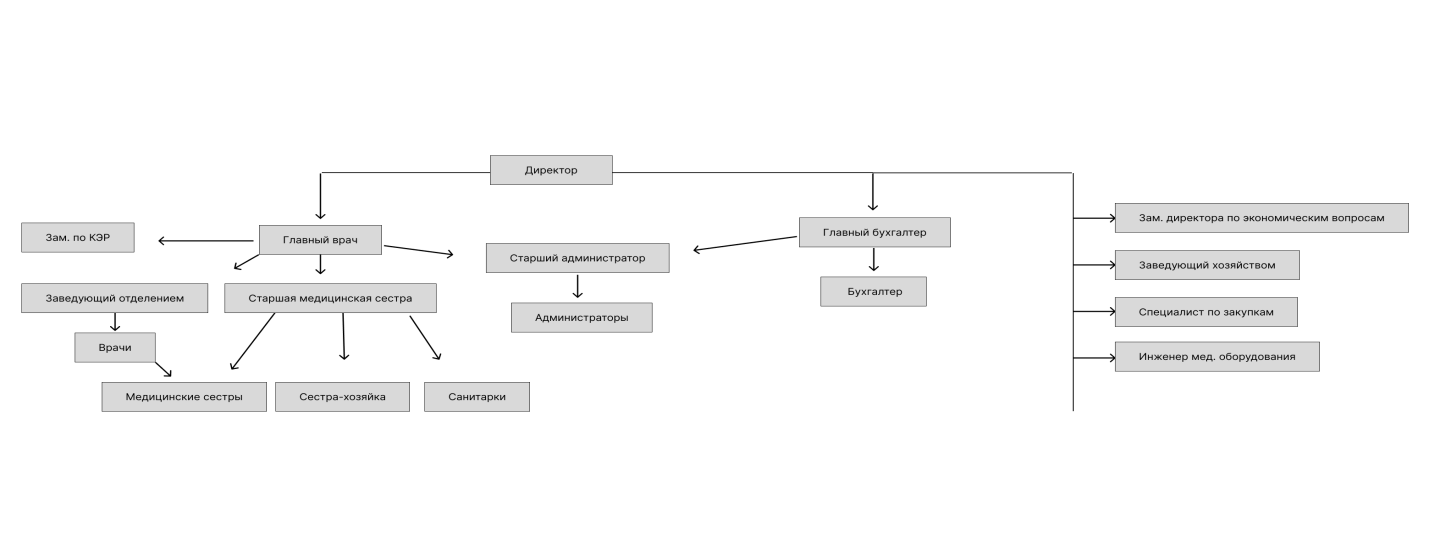 Директор
Зам. по КЭР
Главный врач
Старший администратор
Главный бухгалтер
Зам. директора по экономическим вопросам
Заведующий хозяйством
Специалист по закупкам
Инженер мед. оборудования
Заведующий отделением
Старшая медицинская сестра
Администраторы
Бухгалтер
Врачи
Медицинские сестры
Сестра-хозяйка
Санитарки